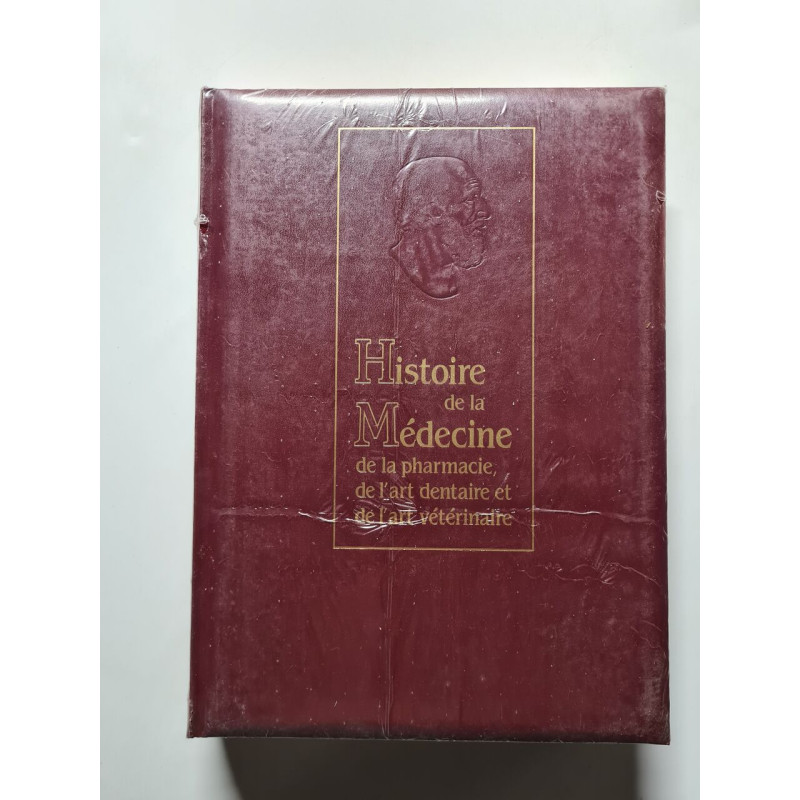 Histoire
de la
Médecine
de la pharmacie,
de l'art dentaire et
de l'art vétérinaire